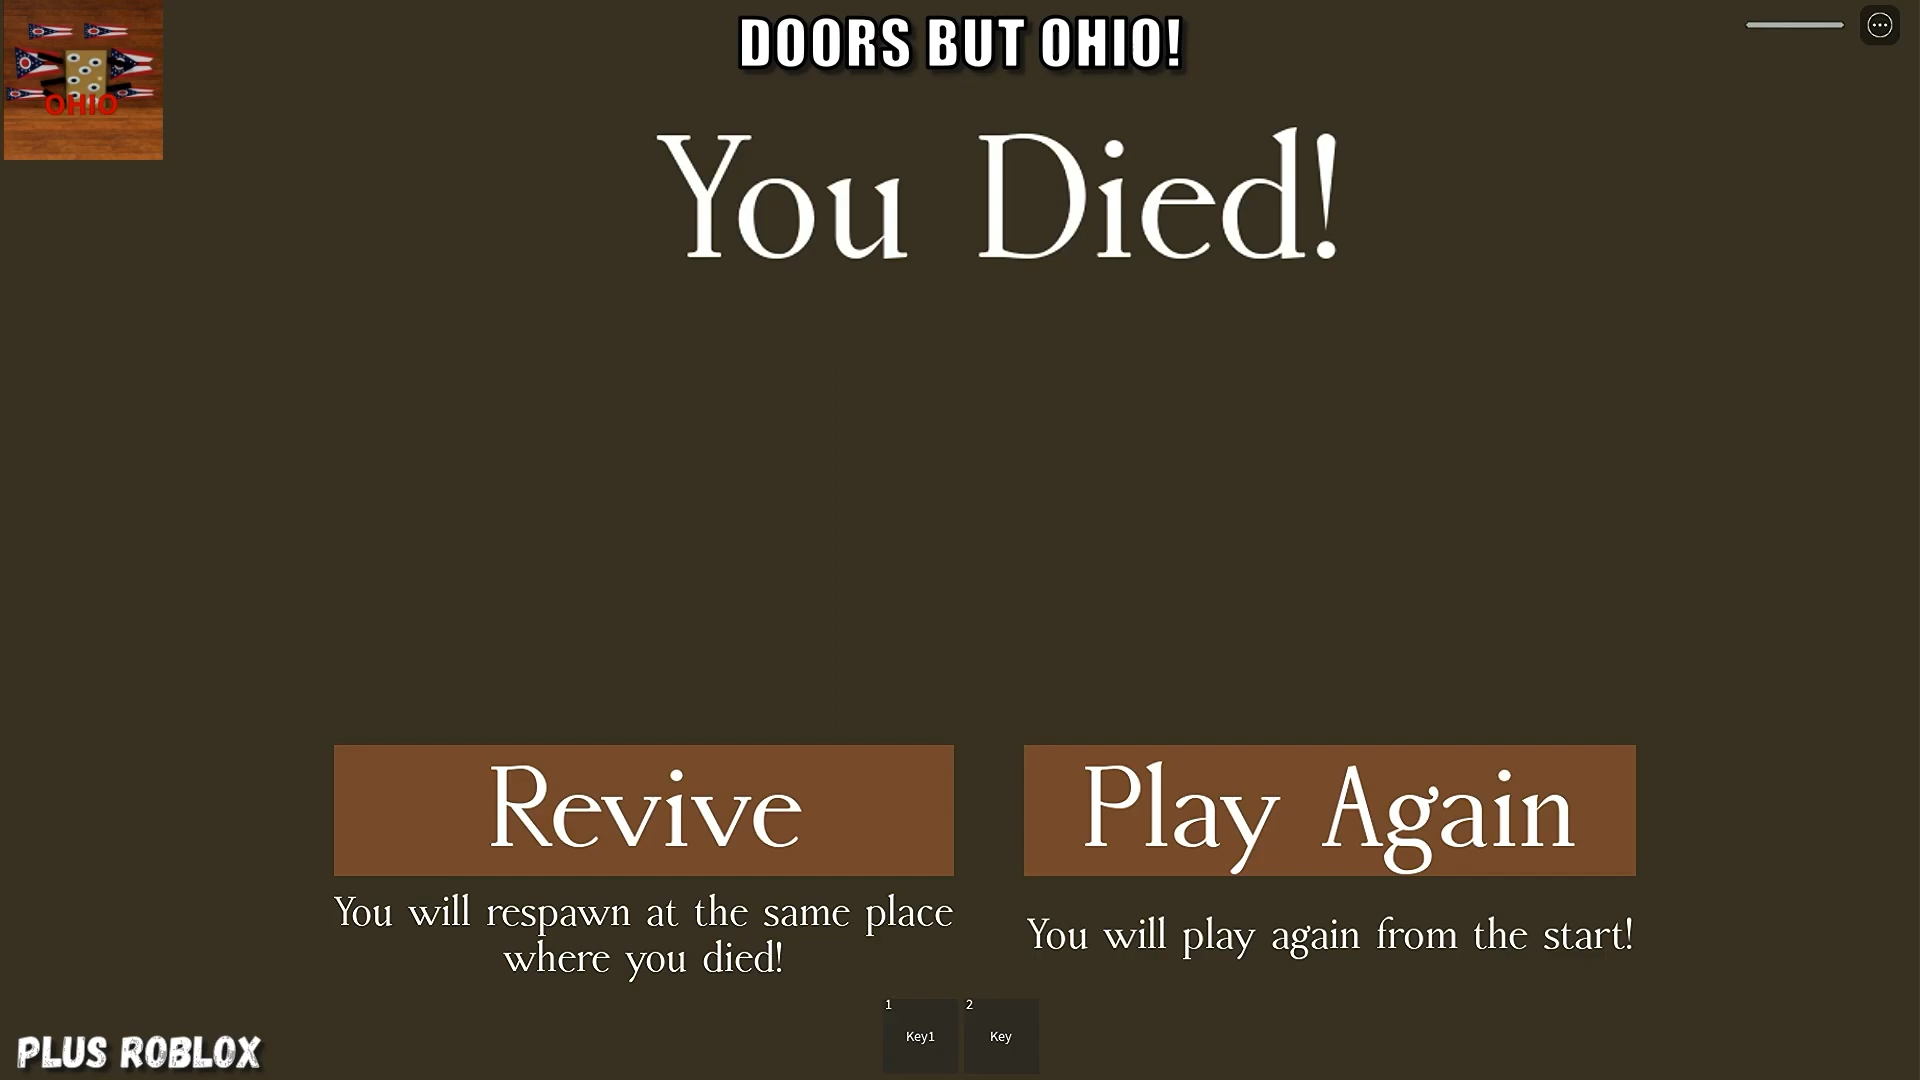 DOORS BUT OHIO!
OHIO
You Died!
Revive
Play Again
You will respawn at the same place
where you died!
You will play again from the start!
1
Key1
2
Key
PLUS ROBLOX